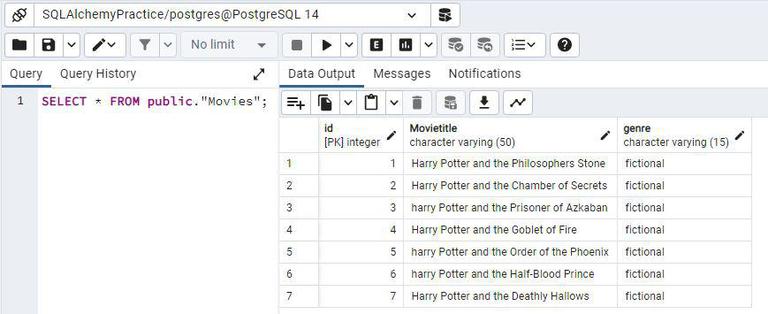 SQLAlchemyPractice/postgres@PostgreSQL 14
No limit
E
Query
Query History
Data Output
Messages
Notifications
1 SELECT * FROM public."Movies";
id
[PK] integer
Movietitle
character varying (50)
genre
character varying (15)
1 1 Harry Potter and the Philosophers Stone fictional
2 2 Harry Potter and the Chamber of Secrets fictional
3 3 harry Potter and the Prisoner of Azkaban fictional
4 4 Harry Potter and the Goblet of Fire fictional
5 5 harry Potter and the Order of the Phoenix fictional
6 6 harry Potter and the Half-Blood Prince fictional
7 7 Harry Potter and the Deathly Hallows fictional